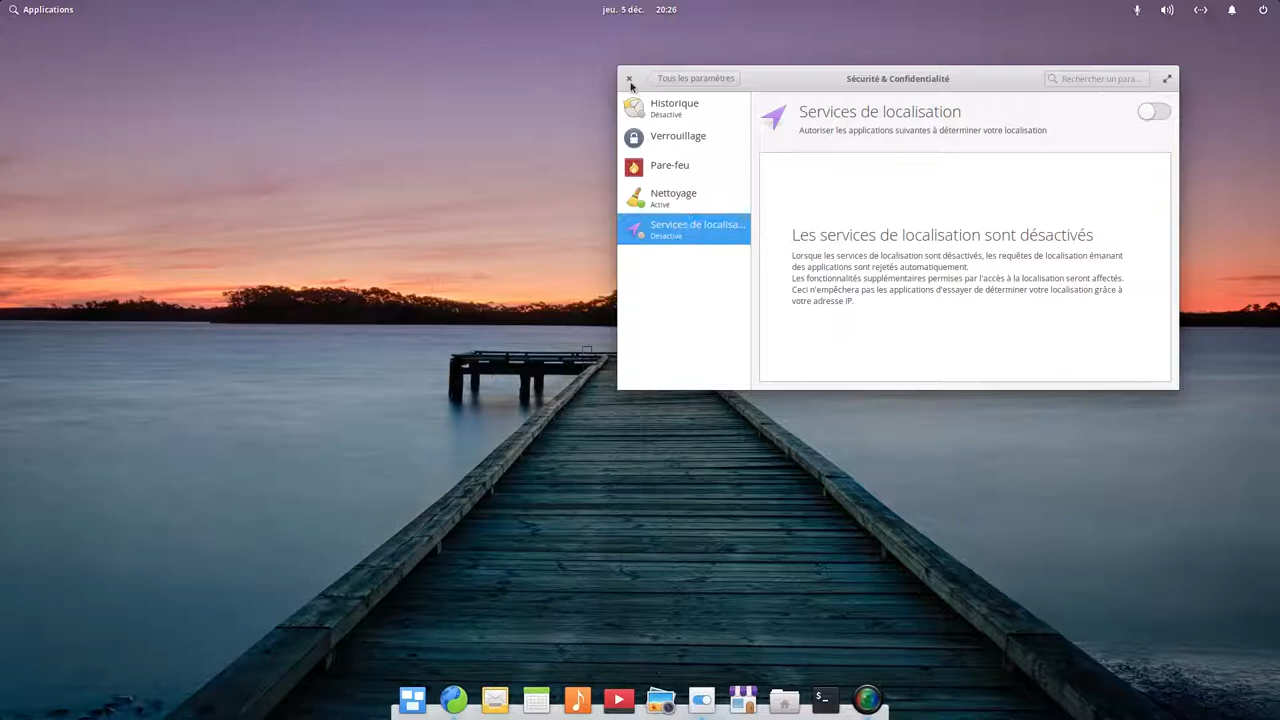 Applications
jeu. 5 déc. 20:26
Tous les paramètres
Sécurité & Confidentialité
Rechercher un para...
Historique
Désactivé
Verrouillage
Pare-feu
Nettoyage
Activé
Services de localisa...
Désactivé
Services de localisation
Autoriser les applications suivantes à déterminer votre localisation
Les services de localisation sont désactivés
Lorsque les services de localisation sont désactivés, les requêtes de localisation émanant
des applications sont rejetés automatiquement.
Les fonctionnalités supplémentaires permises par l'accès à la localisation seront affectés.
Ceci n'empêchera pas les applications d'essayer de déterminer votre localisation grâce à
votre adresse IP.